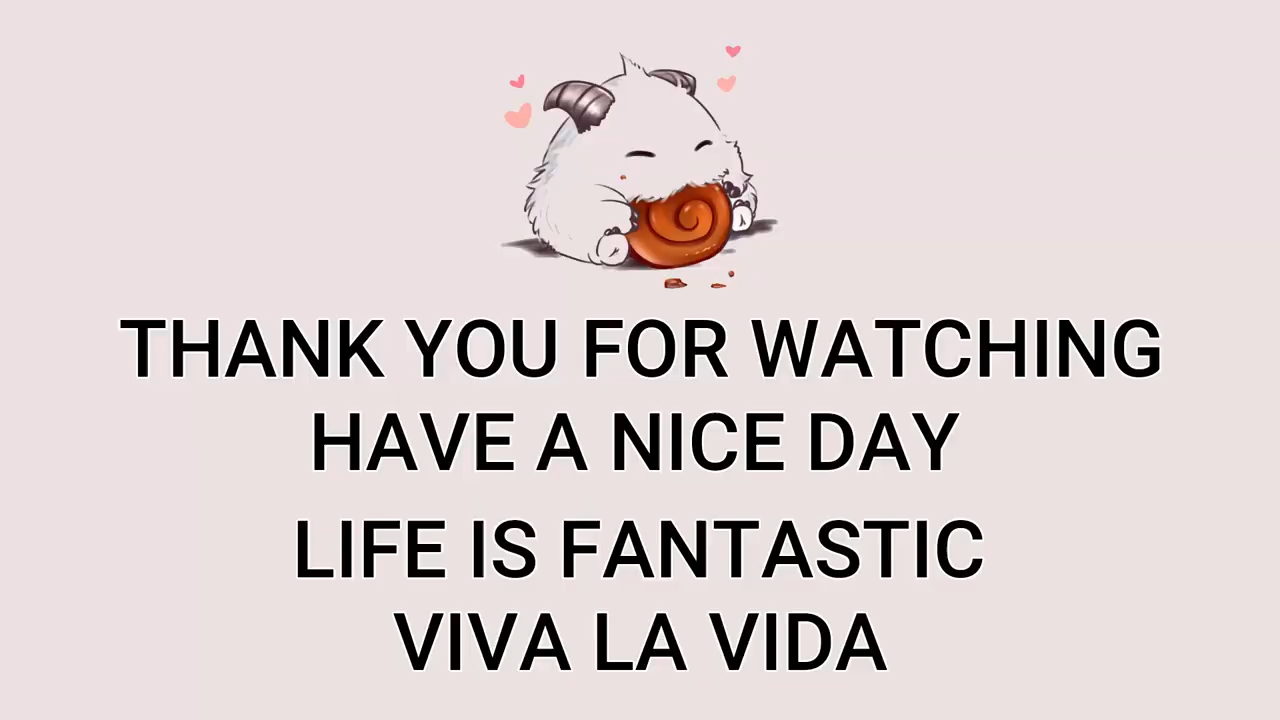 THANK YOU FOR WATCHING
HAVE A NICE DAY
LIFE IS FANTASTIC
VIVA LA VIDA